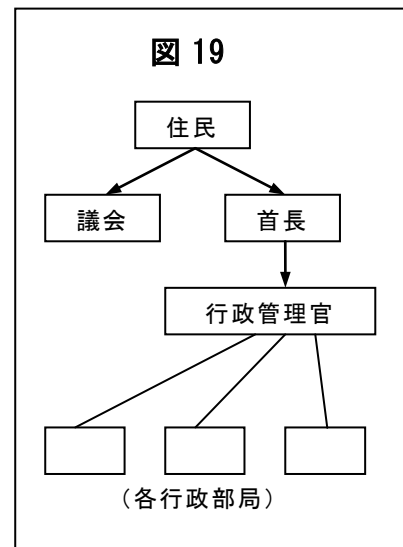 図 19
住民
議会
首長
行政管理官
（各行政部局）